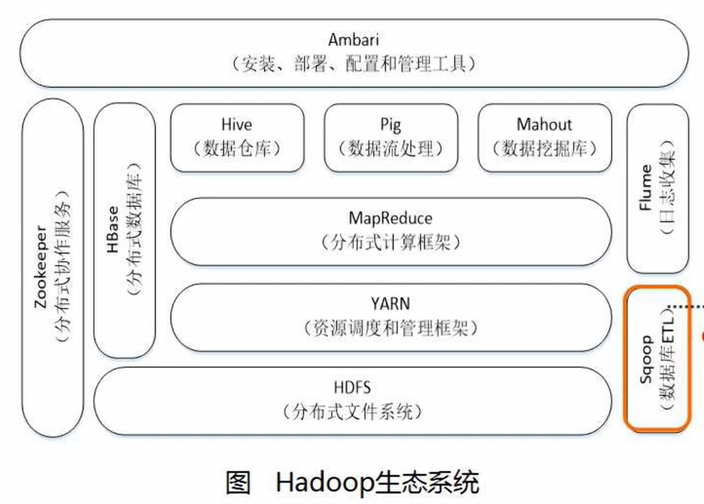 Ambari
（安装、部署、配置和管理工具）
Zookeeper
（分布式协作服务）
HBase
（分布式数据库）
Hive
（数据仓库）
Pig
（数据流处理）
Mahout
（数据挖掘库）
Flume
（日志收集）
MapReduce
（分布式计算框架）
YARN
（资源调度和管理框架）
Sqoop
（数据库ETL）
HDFS
（分布式文件系统）
图 Hadoop生态系统